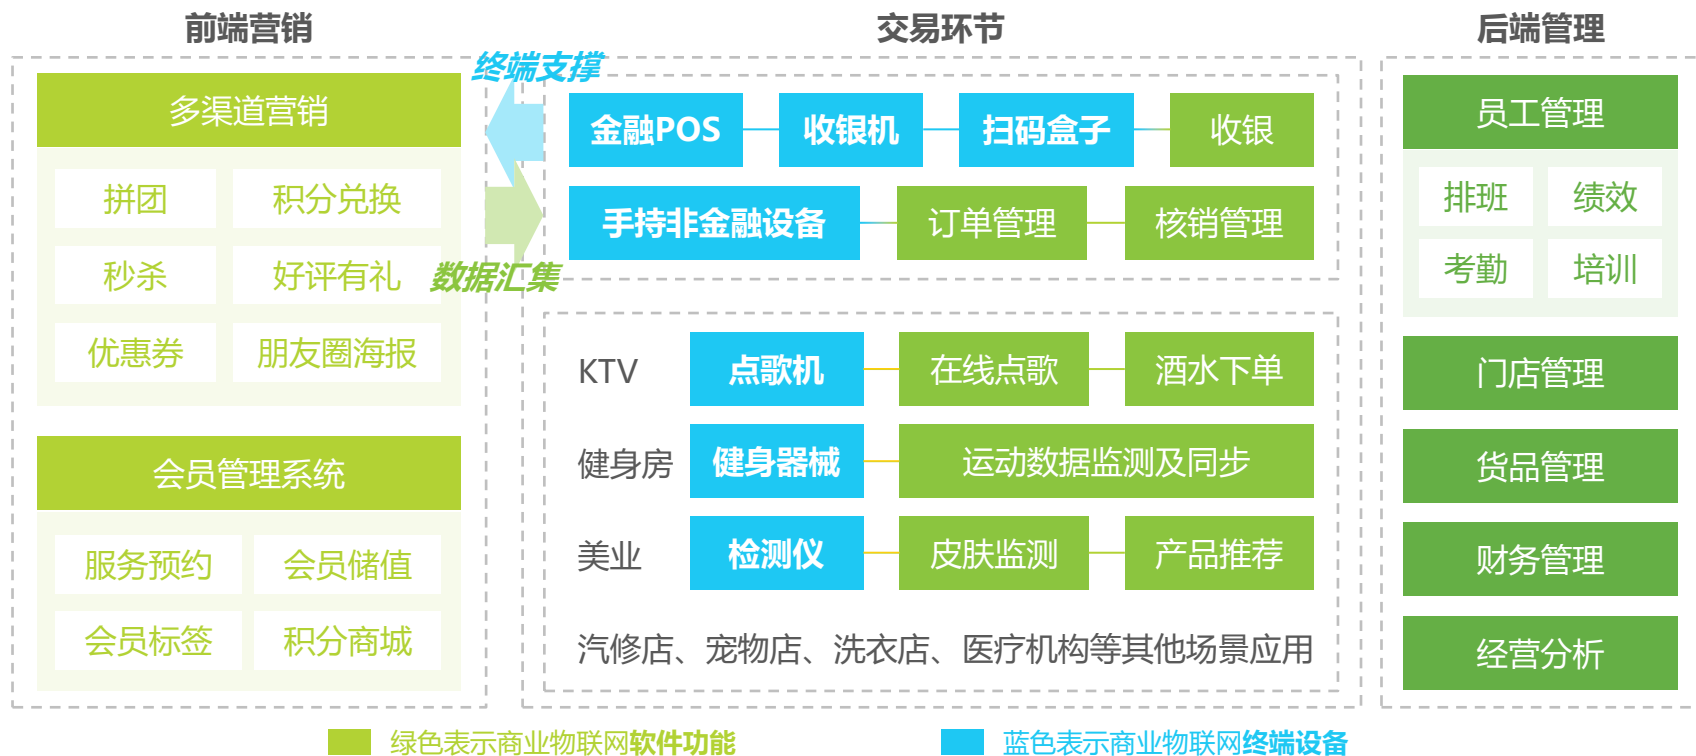 前端营销
多渠道营销
拼团
积分兑换
秒杀
好评有礼
优惠券
朋友圈海报
会员管理系统
服务预约
会员储值
会员标签
积分商城
终端支撑
数据汇集
交易环节
金融POS
收银机
扫码盒子
收银
手持非金融设备
订单管理
核销管理
KTV
点歌机
在线点歌
酒水下单
健身房
健身器械
运动数据监测及同步
美业
检测仪
皮肤监测
产品推荐
汽修店、宠物店、洗衣店、医疗机构等其他场景应用
后端管理
员工管理
排班
绩效
考勤
培训
门店管理
货品管理
财务管理
经营分析
绿色表示商业物联网软件功能
蓝色表示商业物联网终端设备